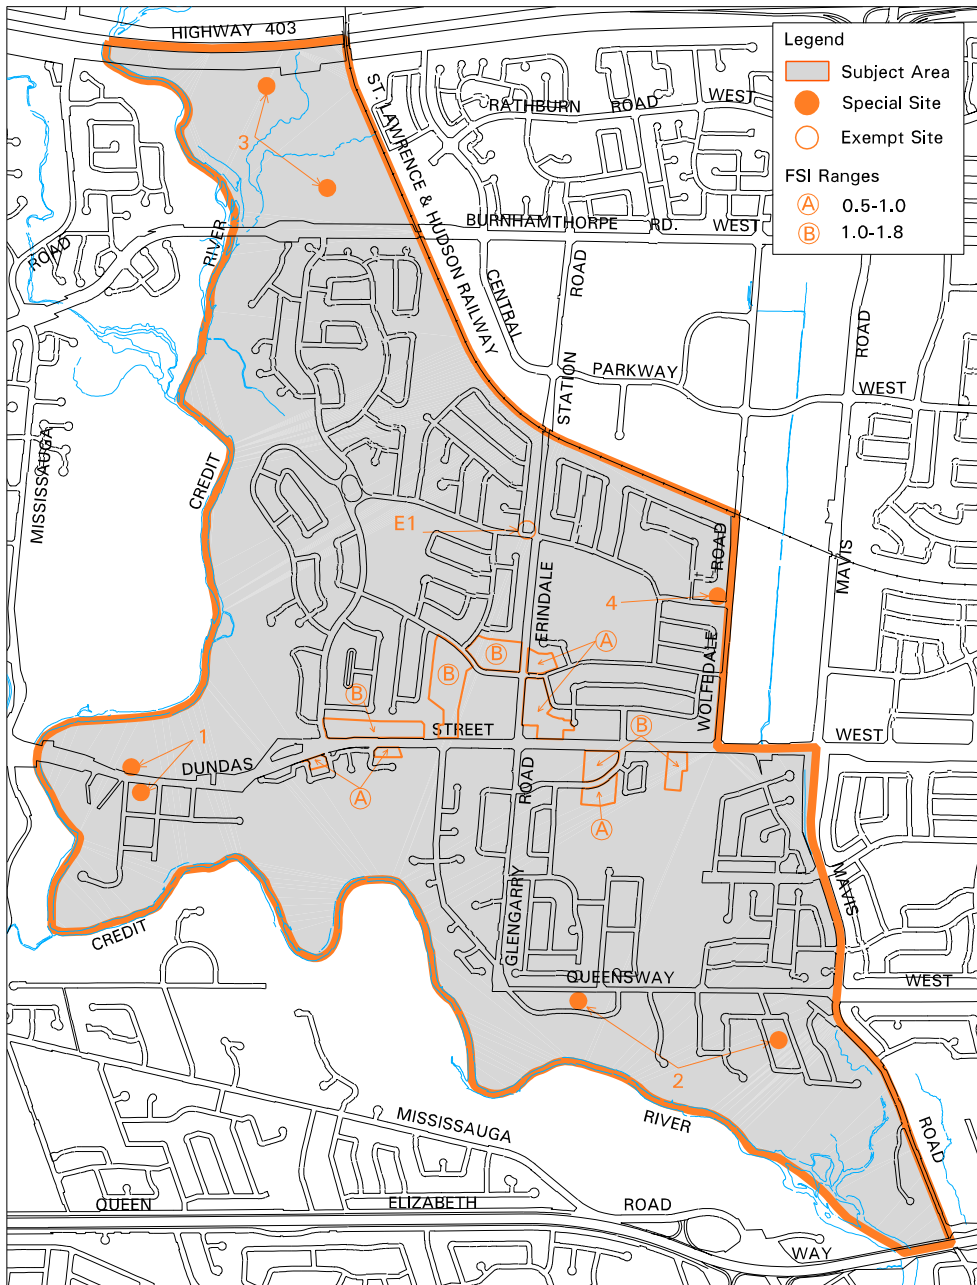 HIGHWAY 403
Legend
Subject Area
Special Site
Exempt Site
FSI Ranges
A 0.5-1.0
B 1.0-1.8
ST. LAWRENCE & HUDSON RAILWAY
RATHBURN ROAD WEST
3
BURNHAMTHORPE RD. WEST
ROAD
RIVER
CREDIT
CENTRAL
PARKWAY
WEST
ROAD
STATION
ERINDALE
ROAD
MAVIS
MISSISSAUGA
E1
4
ROAD
WOLFEDALE
A
B
B
B
B
STREET
WEST
1
DUNDAS
A
A
ROAD
GLENGARRY
MAVIS
CREDIT
QUEENSWAY
WEST
2
RIVER
MISSISSAUGA
ROAD
ROAD
QUEEN
ELIZABETH
WAY